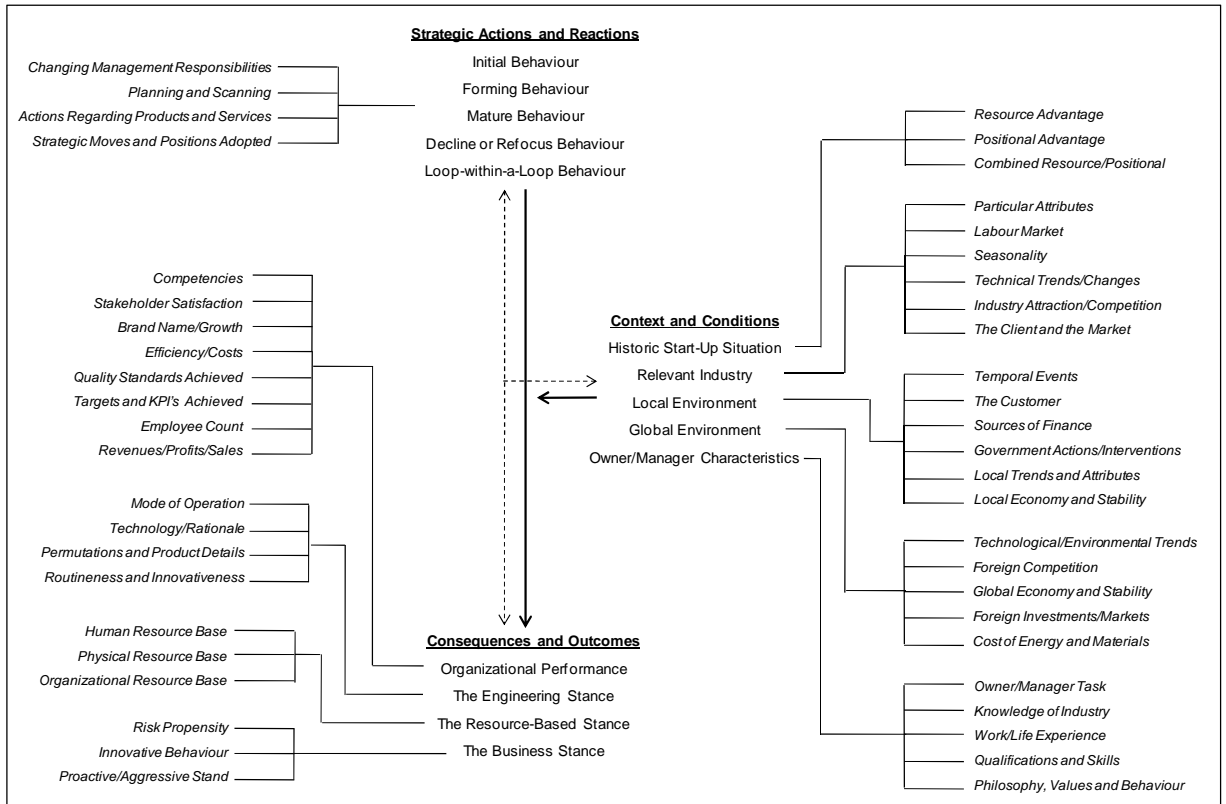 Strategic Actions and Reactions
Initial Behaviour
Forming Behaviour
Mature Behaviour
Decline or Refocus Behaviour
Loop-within-a-Loop Behaviour
Changing Management Responsibilities
Planning and Scanning
Actions Regarding Products and Services
Strategic Moves and Positions Adopted
Context and Conditions
Historic Start-Up Situation
Relevant Industry
Local Environment
Global Environment
Owner/Manager Characteristics
Resource Advantage
Positional Advantage
Combined Resource/Positional
Particular Attributes
Labour Market
Seasonality
Technical Trends/Changes
Industry Attraction/Competition
The Client and the Market
Temporal Events
The Customer
Sources of Finance
Government Actions/Interventions
Local Trends and Attributes
Local Economy and Stability
Technological/Environmental Trends
Foreign Competition
Global Economy and Stability
Foreign Investments/Markets
Cost of Energy and Materials
Owner/Manager Task
Knowledge of Industry
Work/Life Experience
Qualifications and Skills
Philosophy, Values and Behaviour
Competencies
Stakeholder Satisfaction
Brand Name/Growth
Efficiency/Costs
Quality Standards Achieved
Targets and KPI's Achieved
Employee Count
Revenues/Profits/Sales
Mode of Operation
Technology/Rationale
Permutations and Product Details
Routineness and Innovativeness
Human Resource Base
Physical Resource Base
Organizational Resource Base
Risk Propensity
Innovative Behaviour
Proactive/Aggressive Stand
Consequences and Outcomes
Organizational Performance
The Engineering Stance
The Resource-Based Stance
The Business Stance